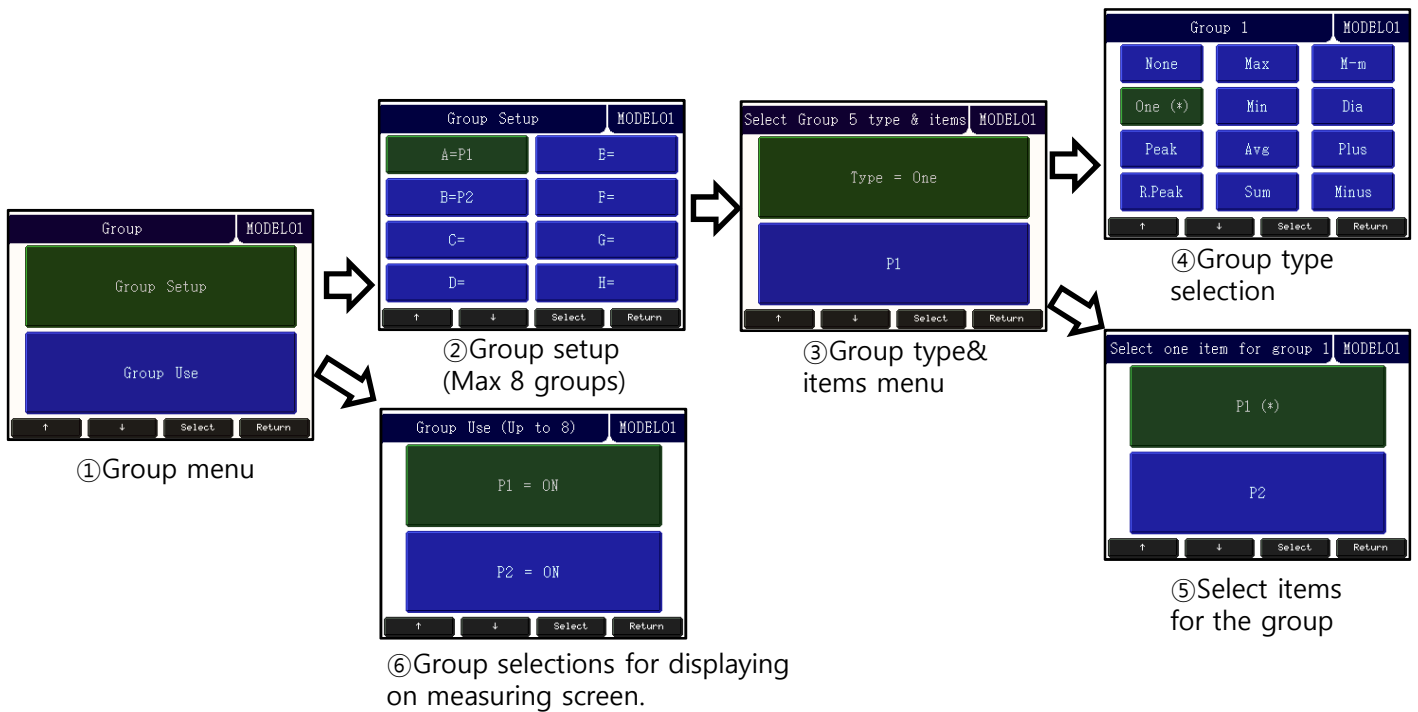 Group MODEL01
Group Setup
Group Use
↑ ↓ Select Return
①Group menu
Group Setup MODEL01
A=P1 E=
B=P2 F=
C= G=
D= H=
↑ ↓ Select Return
②Group setup
(Max 8 groups)
Group Use (Up to 8) MODEL01
P1 = ON
P2 = ON
↑ ↓ Select Return
⑥Group selections for displaying
on measuring screen.
Select Group 5 type & items MODEL01
Type = One
P1
↑ ↓ Select Return
③Group type&
items menu
Group 1 MODEL01
None Max M-m
One (*) Min Dia
Peak Avg Plus
R.Peak Sum Minus
↑ ↓ Select Return
④Group type
selection
Select one item for group 1 MODEL01
P1 (*)
P2
↑ ↓ Select Return
⑤Select items
for the group